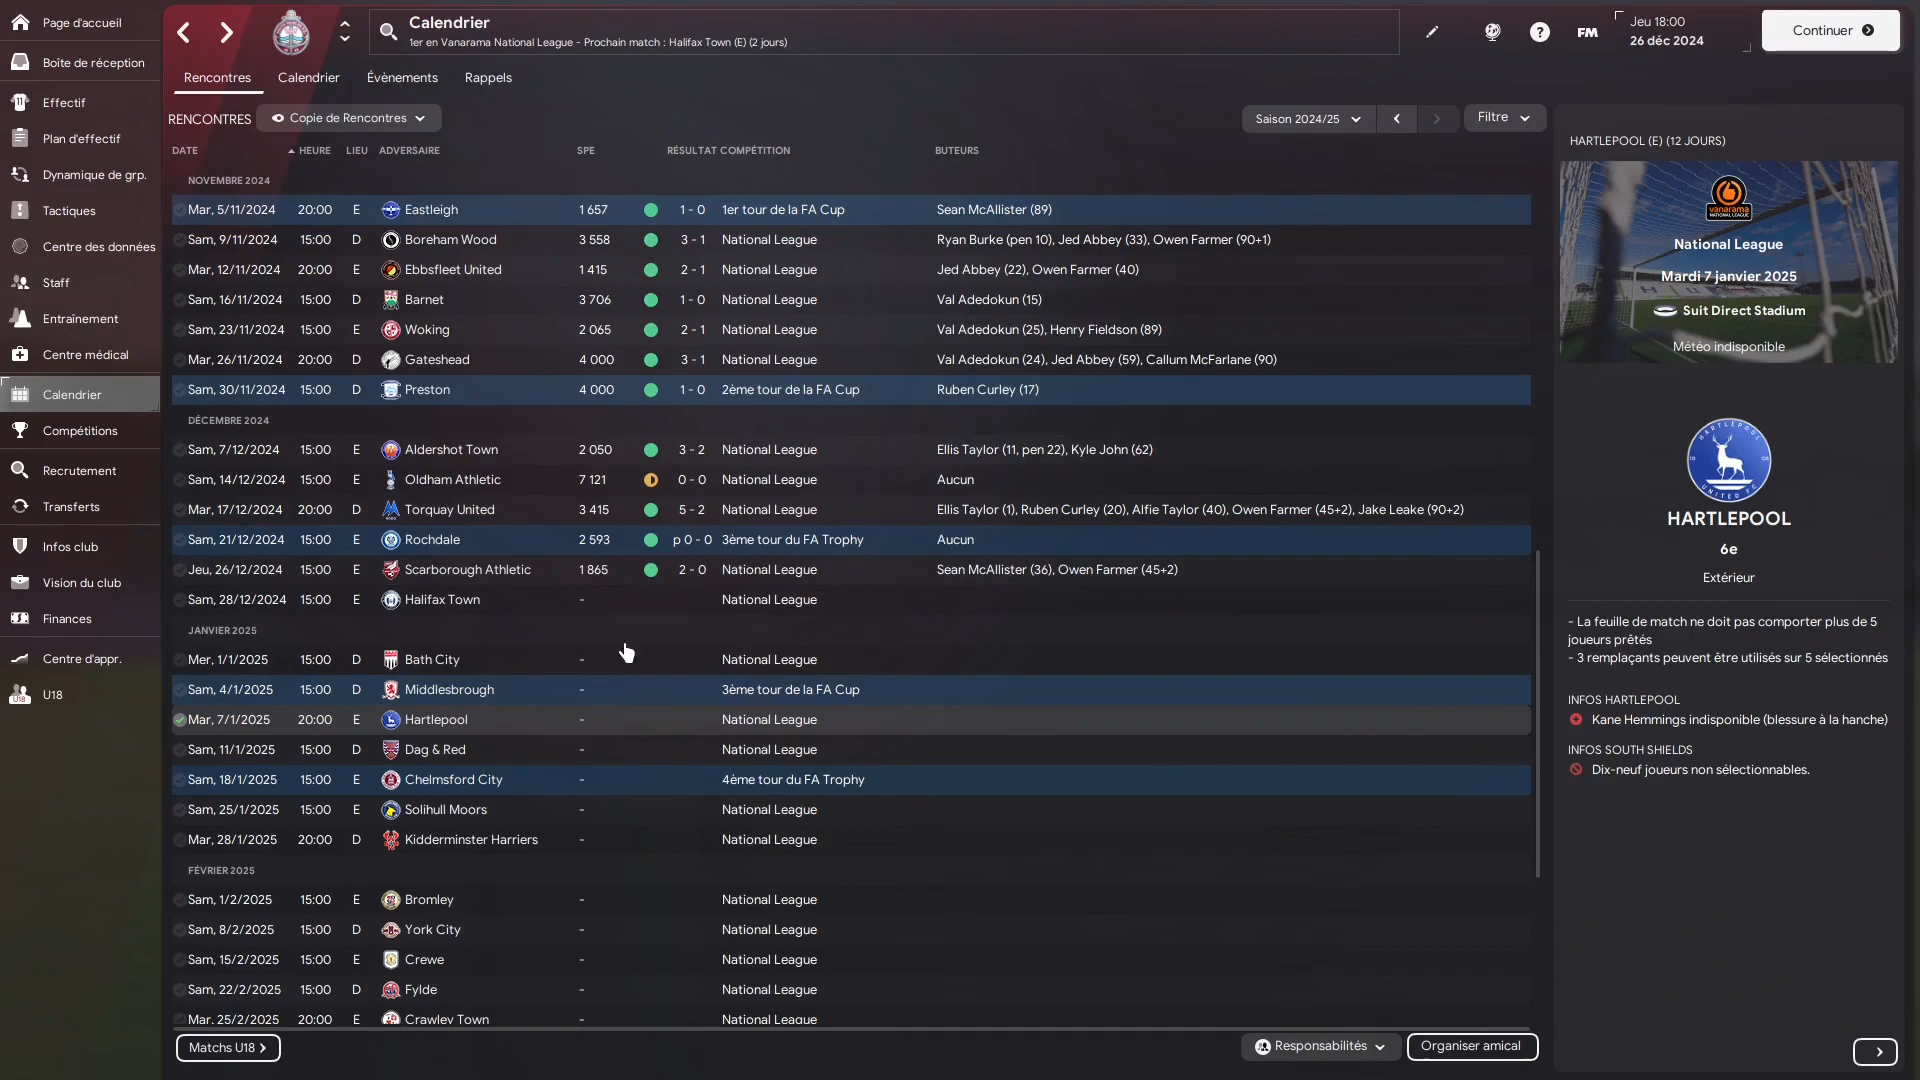 Page d'accueil
Boîte de réception
Effectif
Plan d'effectif
Dynamique de grp.
Tactiques
Centre des données
Staff
Entraînement
Centre médical
Calendrier
Compétitions
Recrutement
Transferts
Infos club
Vision du club
Finances
Centre d'appr.
U18
Calendrier
1er en Vanarama National League - Prochain match : Halifax Town (E) (2 jours)
FM
Jeu 18:00
26 déc 2024
Continuer
Rencontres Calendrier Évènements Rappels
RENCONTRES Copie de Rencontres Saison 2024/25 Filtre
DATE HEURE LIEU ADVERSAIRE SPE RÉSULTAT COMPÉTITION BUTEURS
NOVEMBRE 2024
Mar, 5/11/2024 20:00 E Eastleigh 1 657 1 - 0 1er tour de la FA Cup Sean McAllister (89)
Sam, 9/11/2024 15:00 D Boreham Wood 3 558 3 - 1 National League Ryan Burke (pen 10), Jed Abbey (33), Owen Farmer (90+1)
Mar, 12/11/2024 20:00 E Ebbsfleet United 1 415 2 - 1 National League Jed Abbey (22), Owen Farmer (40)
Sam, 16/11/2024 15:00 D Barnet 3 706 1 - 0 National League Val Adedokun (15)
Sam, 23/11/2024 15:00 E Woking 2 065 2 - 1 National League Val Adedokun (25), Henry Fieldson (89)
Mar, 26/11/2024 20:00 D Gateshead 4 000 3 - 1 National League Val Adedokun (24), Jed Abbey (59), Callum McFarlane (90)
Sam, 30/11/2024 15:00 D Preston 4 000 1 - 0 2ème tour de la FA Cup Ruben Curley (17)
DÉCEMBRE 2024
Sam, 7/12/2024 15:00 E Aldershot Town 2 050 3 - 2 National League Ellis Taylor (11, pen 22), Kyle John (62)
Sam, 14/12/2024 15:00 E Oldham Athletic 7 121 0 - 0 National League Aucun
Mar, 17/12/2024 20:00 D Torquay United 3 415 5 - 2 National League Ellis Taylor (1), Ruben Curley (20), Alfie Taylor (40), Owen Farmer (45+2), Jake Leake (90+2)
Sam, 21/12/2024 15:00 E Rochdale 2 593 p 0 - 0 3ème tour du FA Trophy Aucun
Jeu, 26/12/2024 15:00 E Scarborough Athletic 1 865 2 - 0 National League Sean McAllister (36), Owen Farmer (45+2)
Sam, 28/12/2024 15:00 E Halifax Town - National League
JANVIER 2025
Mer, 1/1/2025 15:00 D Bath City - National League
Sam, 4/1/2025 15:00 D Middlesbrough - 3ème tour de la FA Cup
Mar, 7/1/2025 20:00 E Hartlepool - National League
Sam, 11/1/2025 15:00 D Dag & Red - National League
Sam, 18/1/2025 15:00 E Chelmsford City - 4ème tour du FA Trophy
Sam, 25/1/2025 15:00 E Solihull Moors - National League
Mar, 28/1/2025 20:00 D Kidderminster Harriers - National League
FÉVRIER 2025
Sam, 1/2/2025 15:00 E Bromley - National League
Sam, 8/2/2025 15:00 D York City - National League
Sam, 15/2/2025 15:00 E Crewe - National League
Sam, 22/2/2025 15:00 D Fylde - National League
Mar, 25/2/2025 20:00 E Crawley Town - National League
Matchs U18 Responsabilités Organiser amical
HARTLEPOOL (E) (12 JOURS)
vanarama
NATIONAL LEAGUE
National League
Mardi 7 janvier 2025
Suit Direct Stadium
Météo indisponible
HARTLEPOOL
UNITED FC
HARTLEPOOL
6e
Extérieur
- La feuille de match ne doit pas comporter plus de 5
joueurs prêtés
- 3 remplaçants peuvent être utilisés sur 5 sélectionnés
INFOS HARTLEPOOL
Kane Hemmings indisponible (blessure à la hanche)
INFOS SOUTH SHIELDS
Dix-neuf joueurs non sélectionnables.